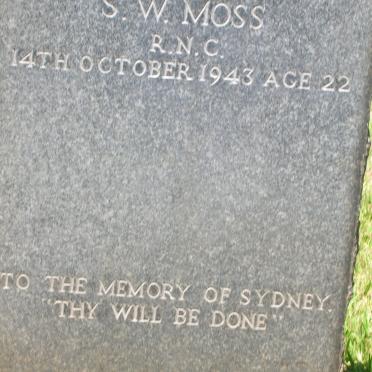 S. W. MOSS
R.N.C.
14TH OCTOBER 1943 AGE 22
TO THE MEMORY OF SYDNEY.
"THY WILL BE DONE"